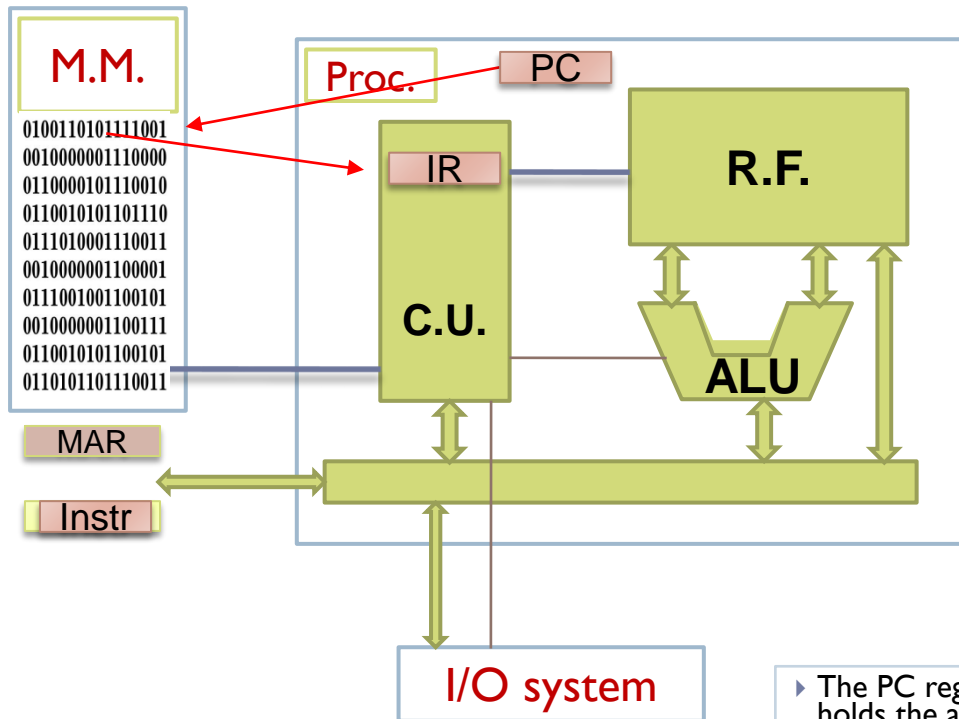 M.M.
0100110101111001
0010000001110000
0110000101110010
0110010101101110
0111010001110011
0010000001100001
0111001001100101
0010000001100111
0110010101100101
0110101101110011
MAR
Instr
Proc.
PC
IR
C.U.
R.F.
ALU
I/O system
The PC reg
holds the a